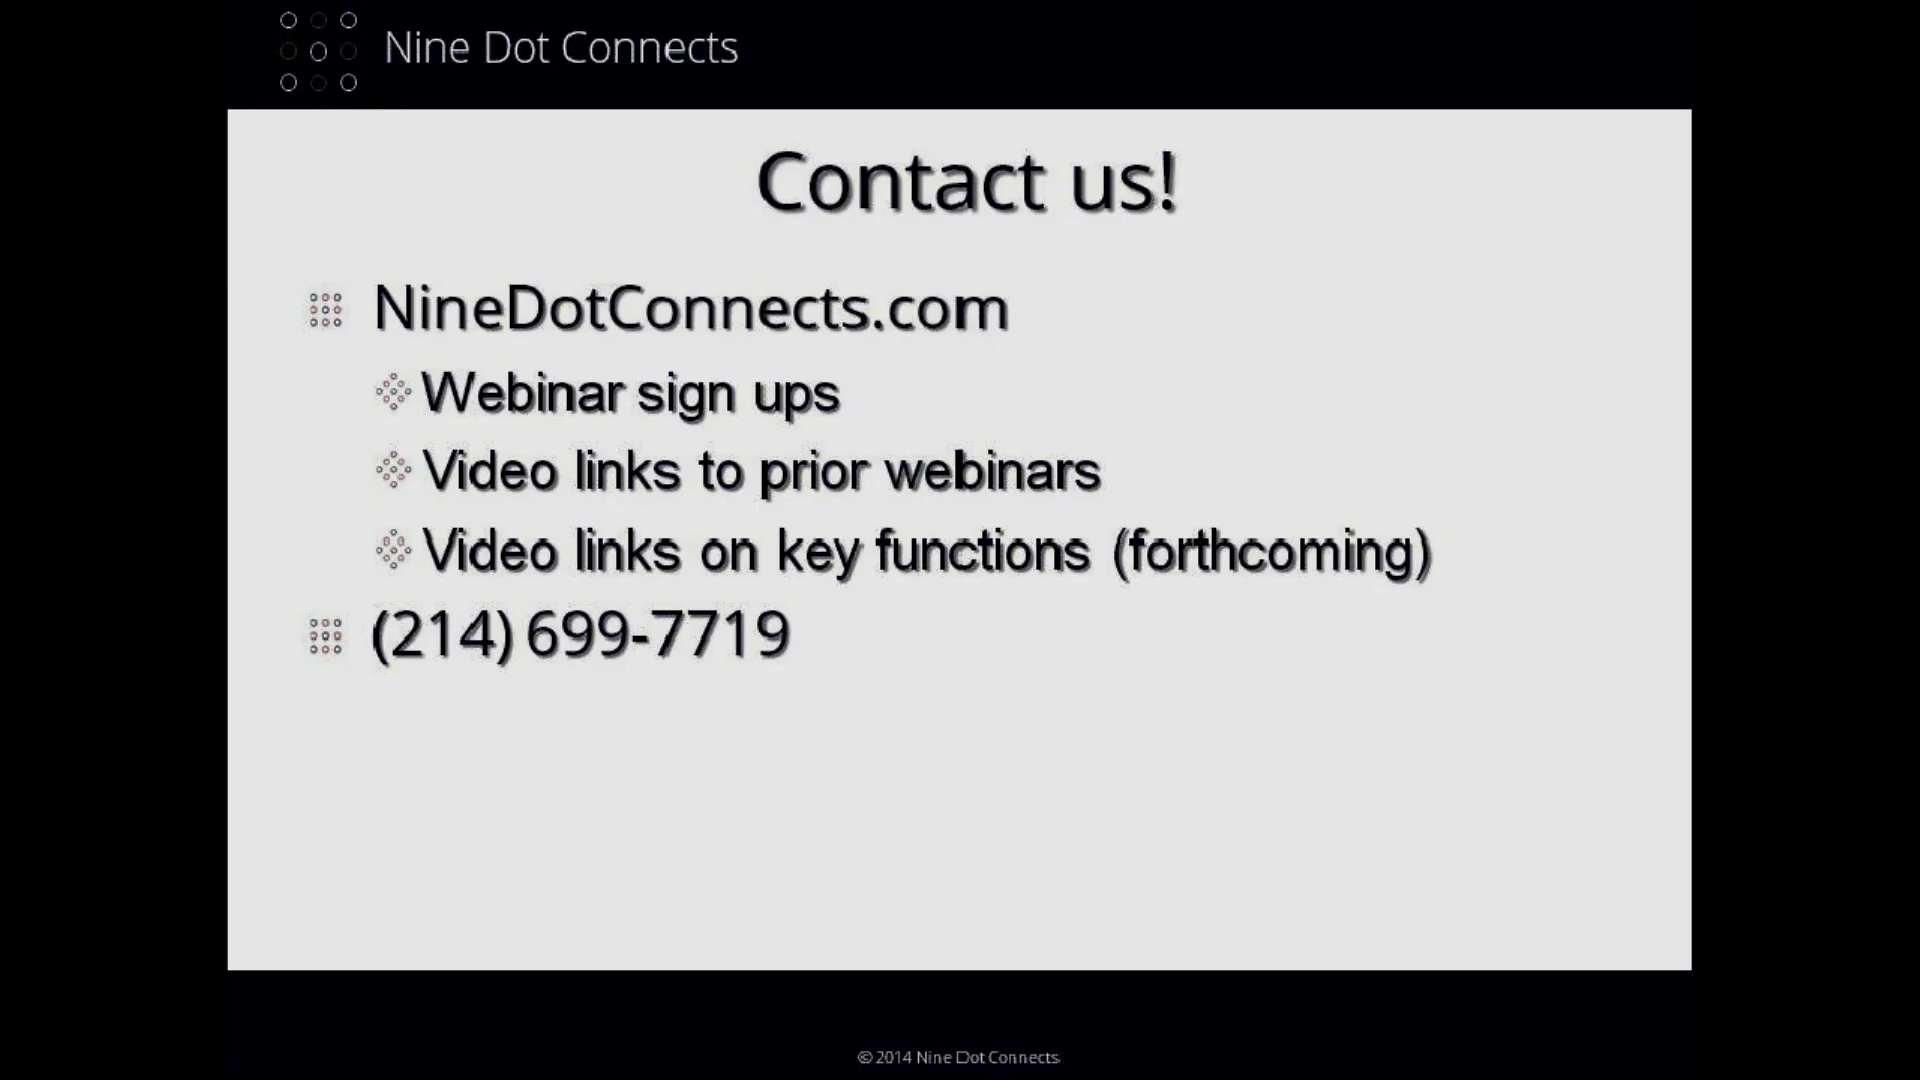 Nine Dot Connects
Contact us!
NineDotConnects.com
Webinar sign ups
Video links to prior webinars
Video links on key functions (forthcoming)
(214) 699-7719
© 2014 Nine Dot Connects